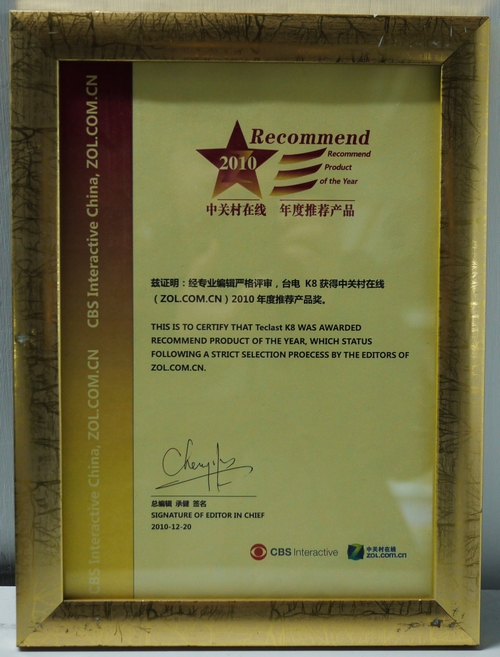 CBS Interactive China, ZOL.COM.CN
CBS Interactive China, ZOL.COM.CN
Recommend
2010
Recommend
Product
of the Year
中关村在线 年度推荐产品
兹证明：经专业编辑严格评审，台电 K8 获得中关村在线
（ZOL.COM.CN）2010 年度推荐产品奖。
THIS IS TO CERTIFY THAT Teclast K8 WAS AWARDED
RECOMMEND PRODUCT OF THE YEAR, WHICH STATUS
FOLLOWING A STRICT SELECTION PROECESS BY THE EDITORS OF
ZOL.COM.CN.
总编辑 承健 签名
SIGNATURE OF EDITOR IN CHIEF
2010-12-20
CBS Interactive
中关村在线
ZOL.com.cn